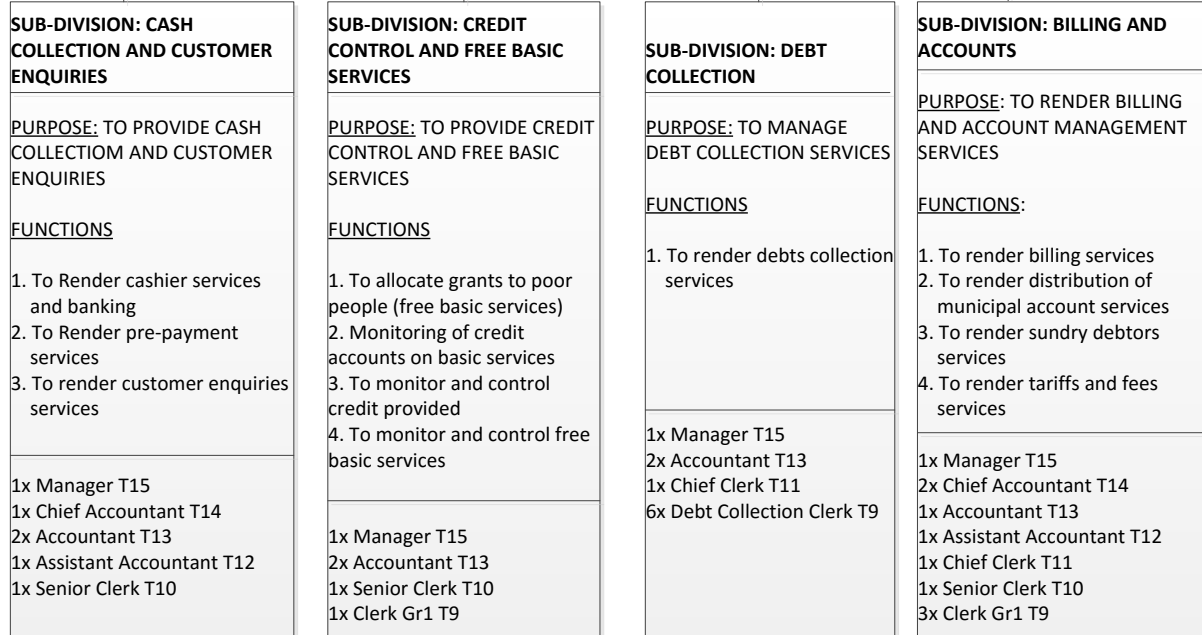 SUB-DIVISION: CASH
COLLECTION AND CUSTOMER
ENQUIRIES
PURPOSE: TO PROVIDE CASH
COLLECTIOM AND CUSTOMER
ENQUIRIES
FUNCTIONS
1. To Render cashier services
and banking
2. To Render pre-payment
services
3. To render customer enquiries
services
1x Manager T15
1x Chief Accountant T14
2x Accountant T13
1x Assistant Accountant T12
1x Senior Clerk T10
SUB-DIVISION: CREDIT
CONTROL AND FREE BASIC
SERVICES
PURPOSE: TO PROVIDE CREDIT
CONTROL AND FREE BASIC
SERVICES
FUNCTIONS
1. To allocate grants to poor
people (free basic services)
2. Monitoring of credit
accounts on basic services
3. To monitor and control
credit provided
4. To monitor and control free
basic services
1x Manager T15
2x Accountant T13
1x Senior Clerk T10
1x Clerk Gr1 T9
SUB-DIVISION: DEBT
COLLECTION
PURPOSE: TO MANAGE
DEBT COLLECTION SERVICES
FUNCTIONS
1. To render debts collection
services
1x Manager T15
2x Accountant T13
1x Chief Clerk T11
6x Debt Collection Clerk T9
SUB-DIVISION: BILLING AND
ACCOUNTS
PURPOSE: TO RENDER BILLING
AND ACCOUNT MANAGEMENT
SERVICES
FUNCTIONS:
1. To render billing services
2. To render distribution of
municipal account services
3. To render sundry debtors
services
4. To render tariffs and fees
services
1x Manager T15
2x Chief Accountant T14
1x Accountant T13
1x Assistant Accountant T12
1x Chief Clerk T11
1x Senior Clerk T10
3x Clerk Gr1 T9